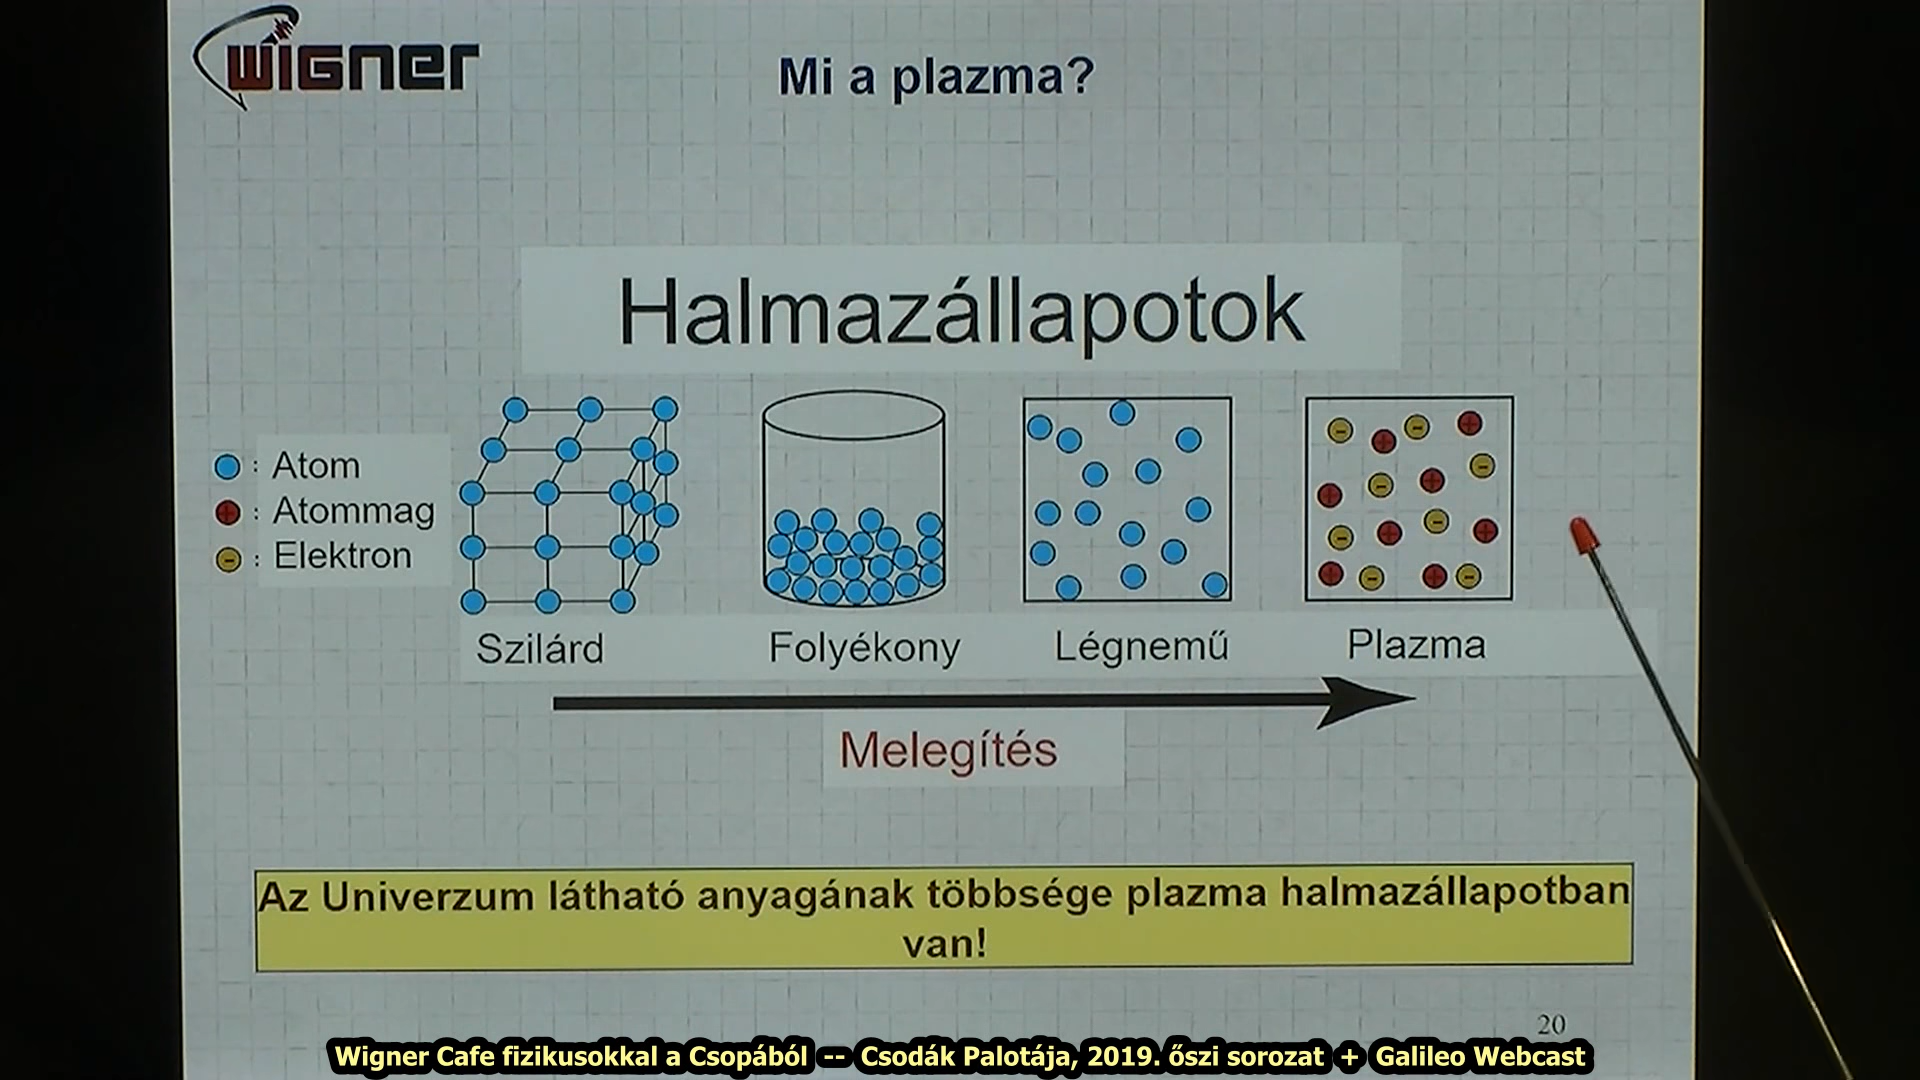 wigner
Mi a plazma?
Halmazállapotok
: Atom
: Atommag
: Elektron
Szilárd
Folyékony
Légnemű
Plazma
Melegítés
Az Univerzum látható anyagának többsége plazma halmazállapotban
van!
20
Wigner Cafe fizikusokkal a Csopából -- Csodák Palotája, 2019. őszi sorozat + Galileo Webcast